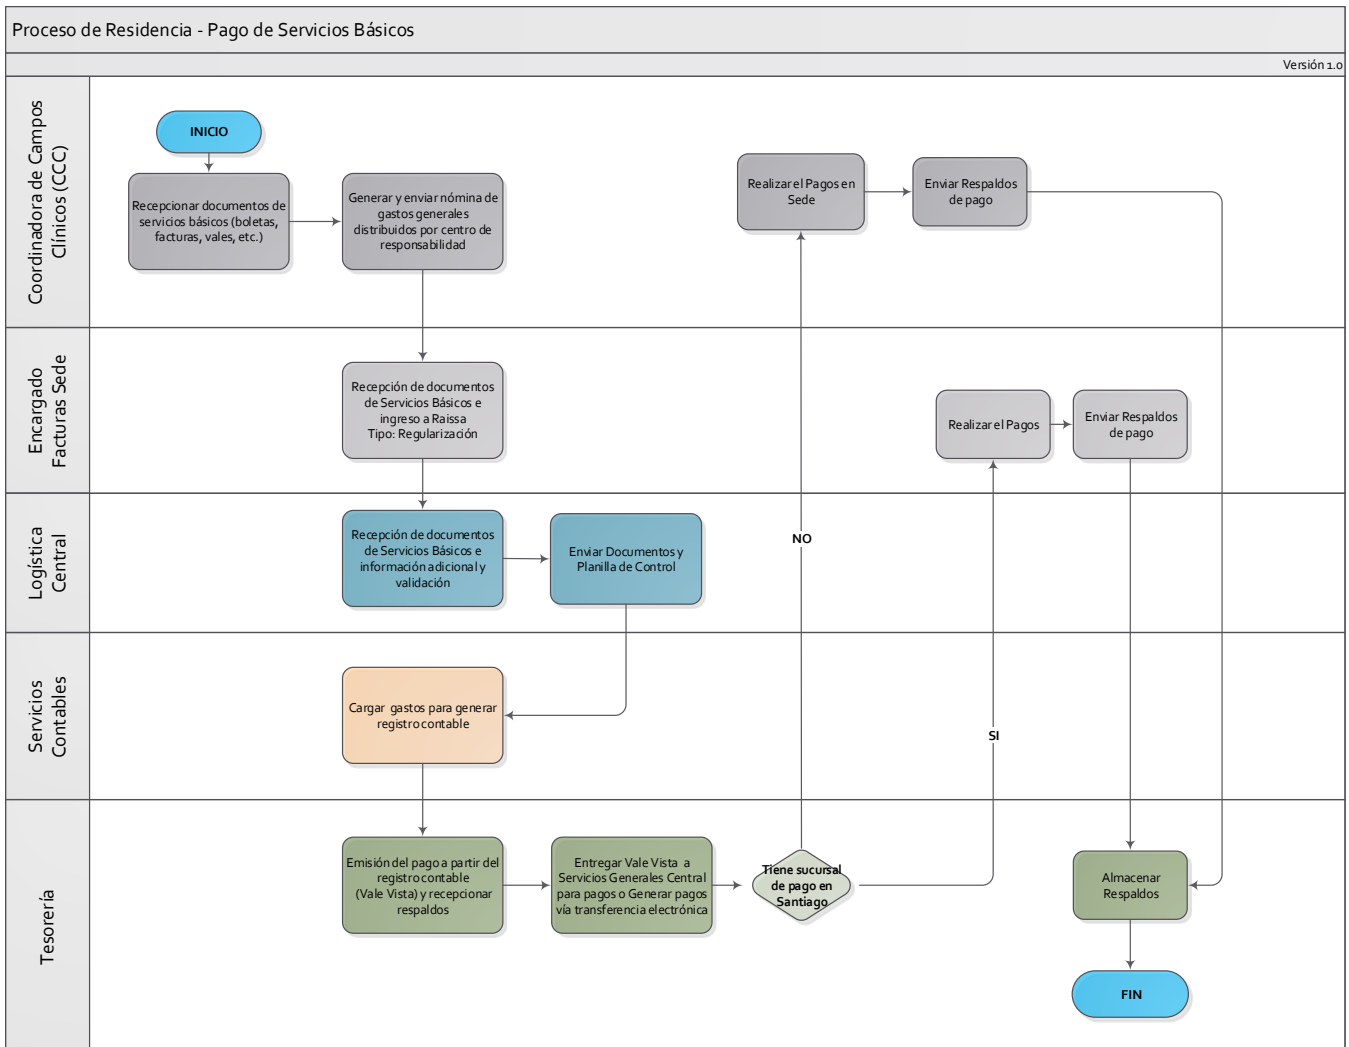 Proceso de Residencia - Pago de Servicios Básicos
Versión 1.0
Coordinadora de Campos
Clínicos (CCC)
INICIO
Recepcionar documentos de
servicios básicos (boletas,
facturas, vales, etc.)
Generar y enviar nómina de
gastos generales
distribuidos por centro de
responsabilidad
Realizar el Pagos en
Sede
Enviar Respaldos
de pago
Encargado
Facturas Sede
Recepción de documentos
de Servicios Básicos e
ingreso a Raissa
Tipo: Regularización
Realizar el Pagos
Enviar Respaldos
de pago
Logística
Central
Recepción de documentos
de Servicios Básicos e
información adicional y
validación
Enviar Documentos y
Planilla de Control
NO
Servicios
Contables
Cargar gastos para generar
registro contable
SI
Tesorería
Emisión del pago a partir del
registro contable
(Vale Vista) y recepcionar
respaldos
Entregar Vale Vista a
Servicios Generales Central
para pagos o Generar pagos
vía transferencia electrónica
Tiene sucursal
de pago en
Santiago
Almacenar
Respaldos
FIN